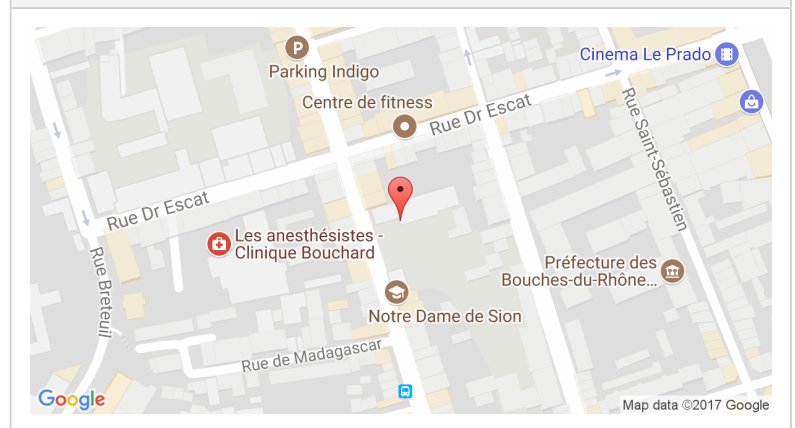 P
Parking Indigo
Cinema Le Prado
Centre de fitness
Rue Dr Escat
Rue Saint-Sébastien
Rue Dr Escat
Les anesthésistes -
Clinique Bouchard
Rue Breteuil
Préfecture des
Bouches-du-Rhône...
Notre Dame de Sion
Rue de Madagascar
Google
Map data ©2017 Google